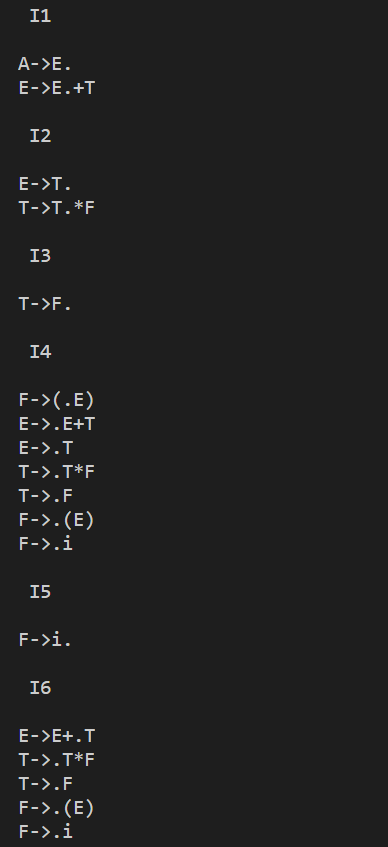 I1
A->E.
E->E.+T
I2
E->T.
T->T.*F
I3
T->F.
I4
F->(.E)
E->.E+T
E->.T
T->.T*F
T->.F
F->.(E)
F->.i
I5
F->i.
I6
E->E+.T
T->.T*F
T->.F
F->.(E)
F->.i